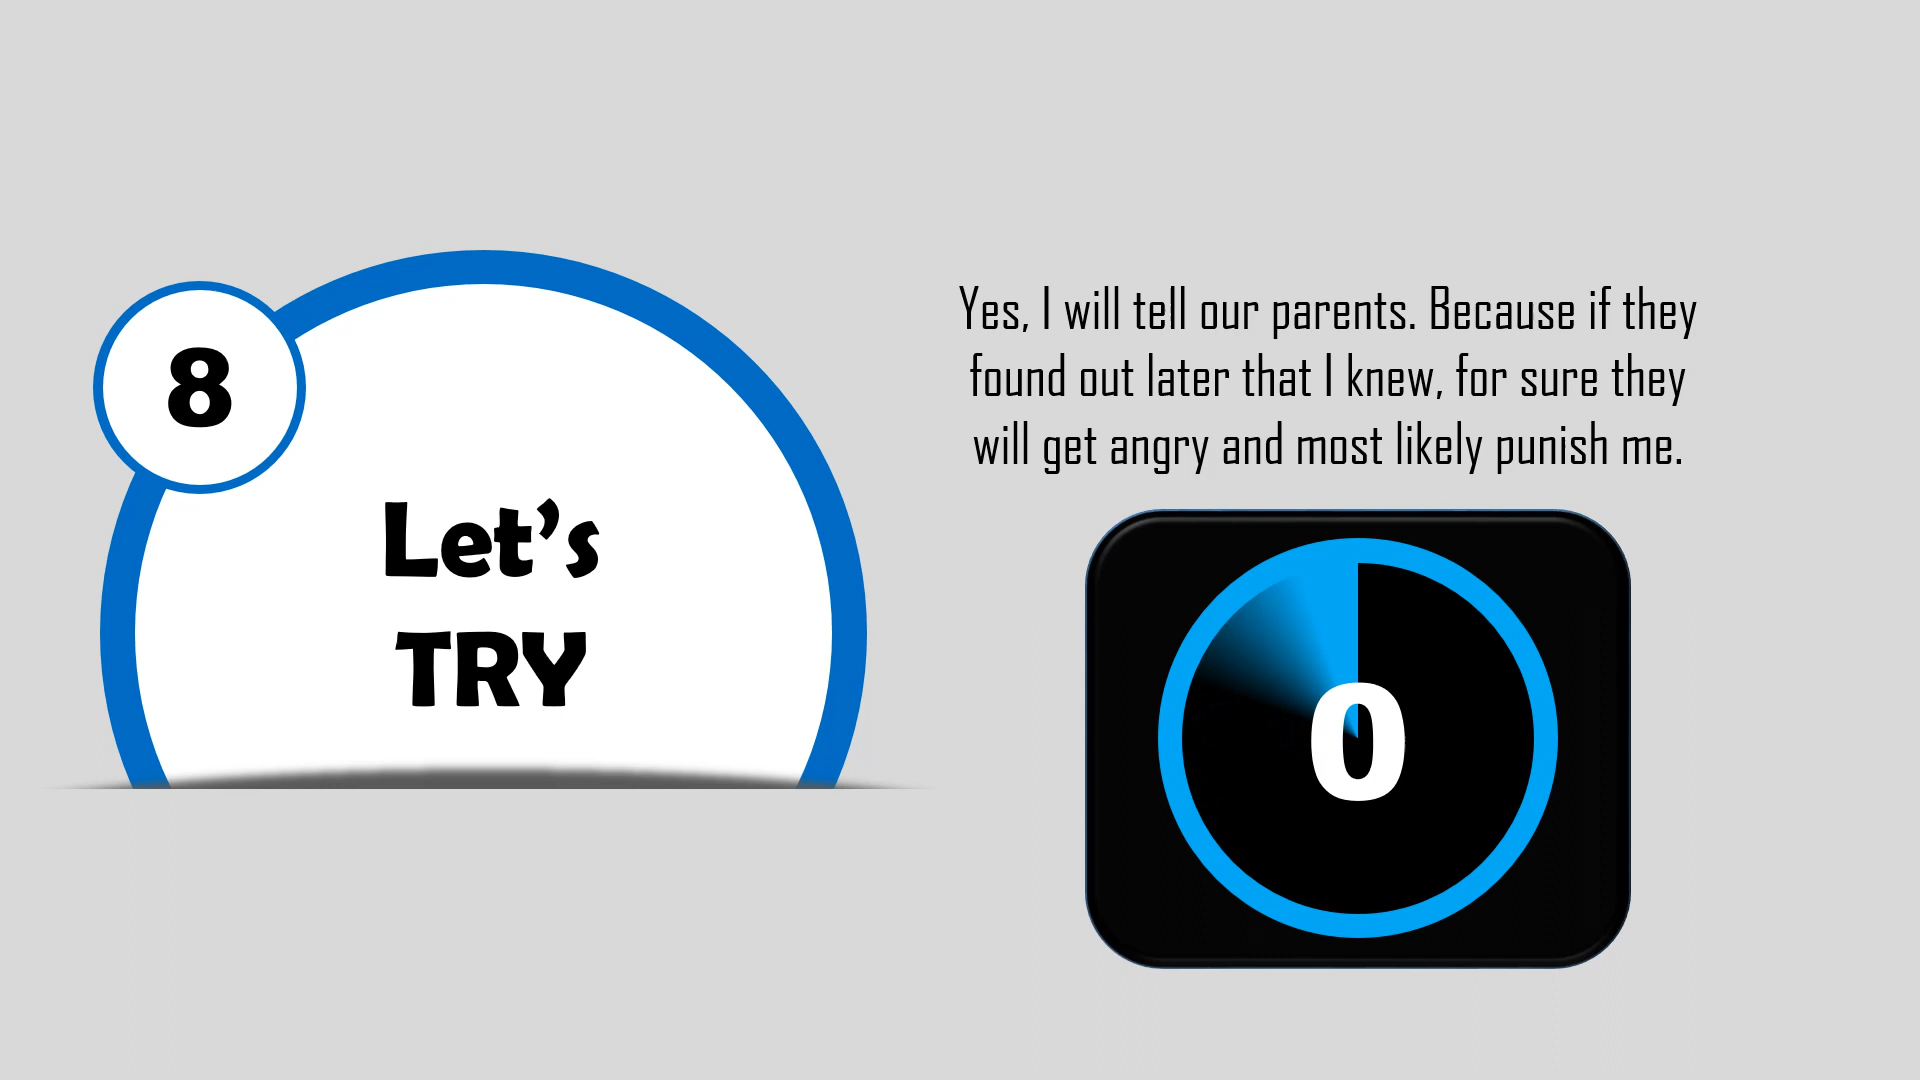 8
Let’s
TRY
Yes, I will tell our parents. Because if they
found out later that I knew, for sure they
will get angry and most likely punish me.
0